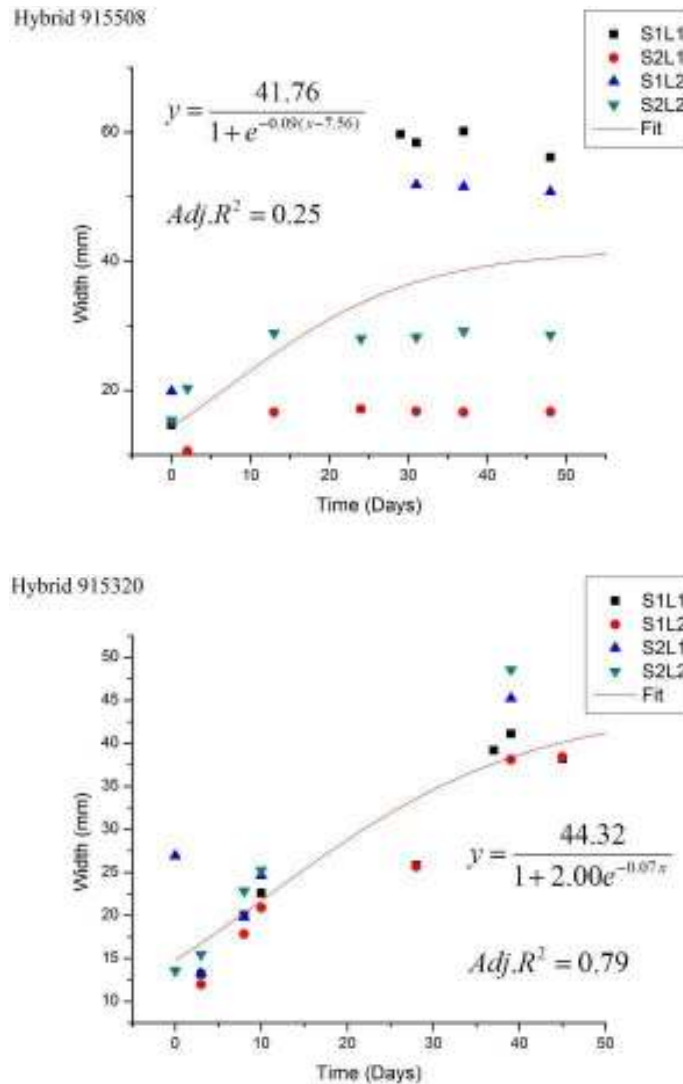 Hybrid 915508
S1L1
S2L1
S1L2
S2L2
Fit
y = 41.76 / 1 + e^{-0.09(x-7.56)}
Adj.R² = 0.25
Width (mm)
60
40
20
0 10 20 30 40 50
Time (Days)
Hybrid 915320
S1L1
S1L2
S2L1
S2L2
Fit
50
45
40
35
30
25
20
15
10
Width (mm)
y = 44.32 / 1 + 2.00e^{-0.07x}
Adj.R² = 0.79
0 10 20 30 40 50
Time (Days)